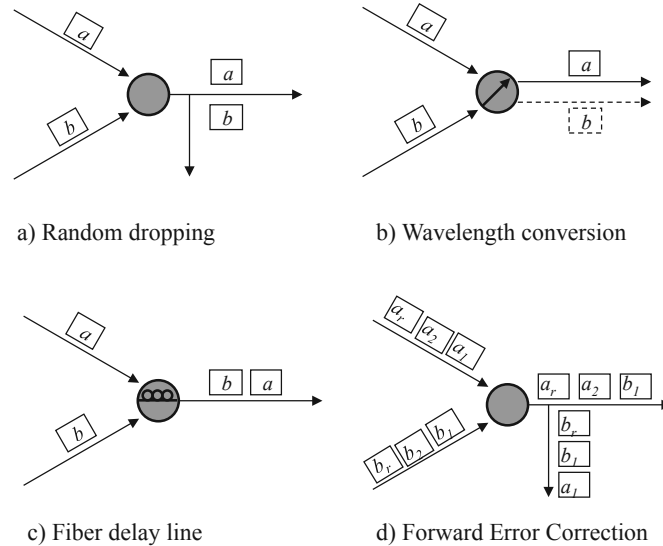 a
a
b
b
a) Random dropping
a
a
b
b
b) Wavelength conversion
a
b a
b
c) Fiber delay line
a_r a_2 a_1
a_r a_2 b_1
b_r b_2 b_1
b_r
b_1
a_1
d) Forward Error Correction